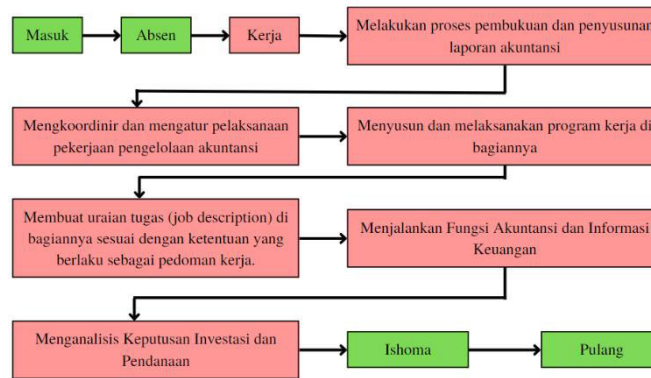 Masuk
Absen
Kerja
Melakukan proses pembukuan dan penyusunan
laporan akuntansi
Mengkoordinir dan mengatur pelaksanaan
pekerjaan pengelolaan akuntansi
Menyusun dan melaksanakan program kerja di
bagiannya
Membuat uraian tugas (job description) di
bagiannya sesuai dengan ketentuan yang
berlaku sebagai pedoman kerja.
Menjalankan Fungsi Akuntansi dan Informasi
Keuangan
Menganalisis Keputusan Investasi dan
Pendanaan
Ishoma
Pulang